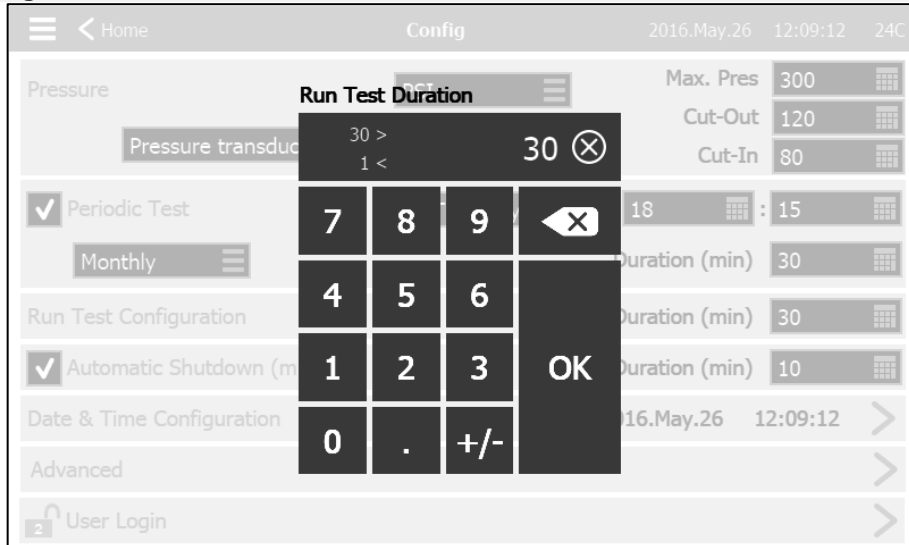 Home Config 2016.May.26 12:09:12 24C
Pressure Max. Pres 300
Run Test Duration
Cut-Out 120
Pressure transduc Cut-In 80
30 > 30
1 <
Periodic Test 18 : 15
Monthly Duration (min) 30
7 8 9
4 5 6
1 2 3 OK
0 . +/-
Run Test Configuration Duration (min) 30
Automatic Shutdown (m Duration (min) 10
Date & Time Configuration 16.May.26 12:09:12
Advanced
2 User Login